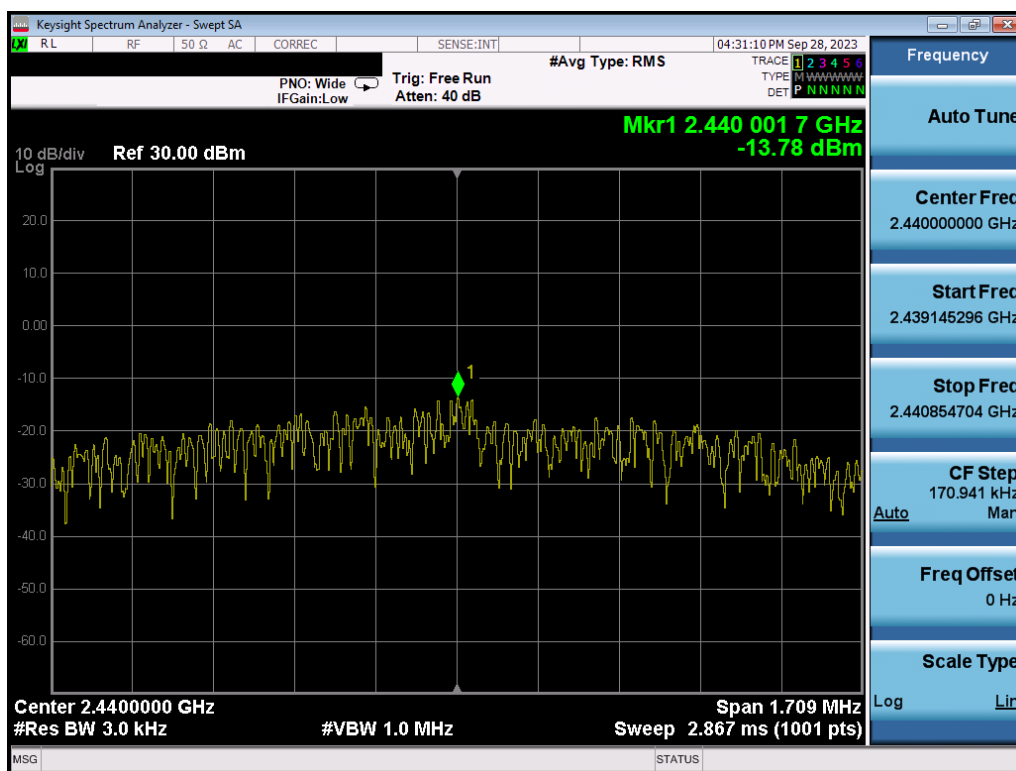 Keysight Spectrum Analyzer - Swept SA
LXI RL RF 50 Ω AC CORREC SENSE:INT 04:31:10 PM Sep 28, 2023
#Avg Type: RMS TRACE 1 2 3 4 5 6
PNO: Wide Trig: Free Run TYPE M WWWWW
IFGain:Low Atten: 40 dB DET P N N N N N
Mkr1 2.440 001 7 GHz
-13.78 dBm
10 dB/div Ref 30.00 dBm
Log
20.0
10.0
0.00
-10.0
1
-20.0
-30.0
-40.0
-50.0
-60.0
Center 2.4400000 GHz Span 1.709 MHz
#Res BW 3.0 kHz #VBW 1.0 MHz Sweep 2.867 ms (1001 pts)
MSG STATUS
Frequency
Auto Tune
Center Freq
2.440000000 GHz
Start Freq
2.439145296 GHz
Stop Freq
2.440854704 GHz
CF Step
170.941 kHz
Auto Man
Freq Offset
0 Hz
Scale Type
Log Lin